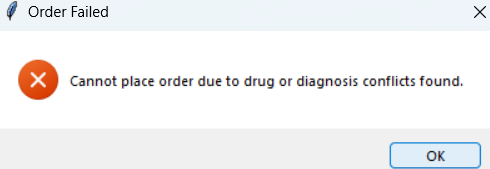 Order Failed
Cannot place order due to drug or diagnosis conflicts found.
OK